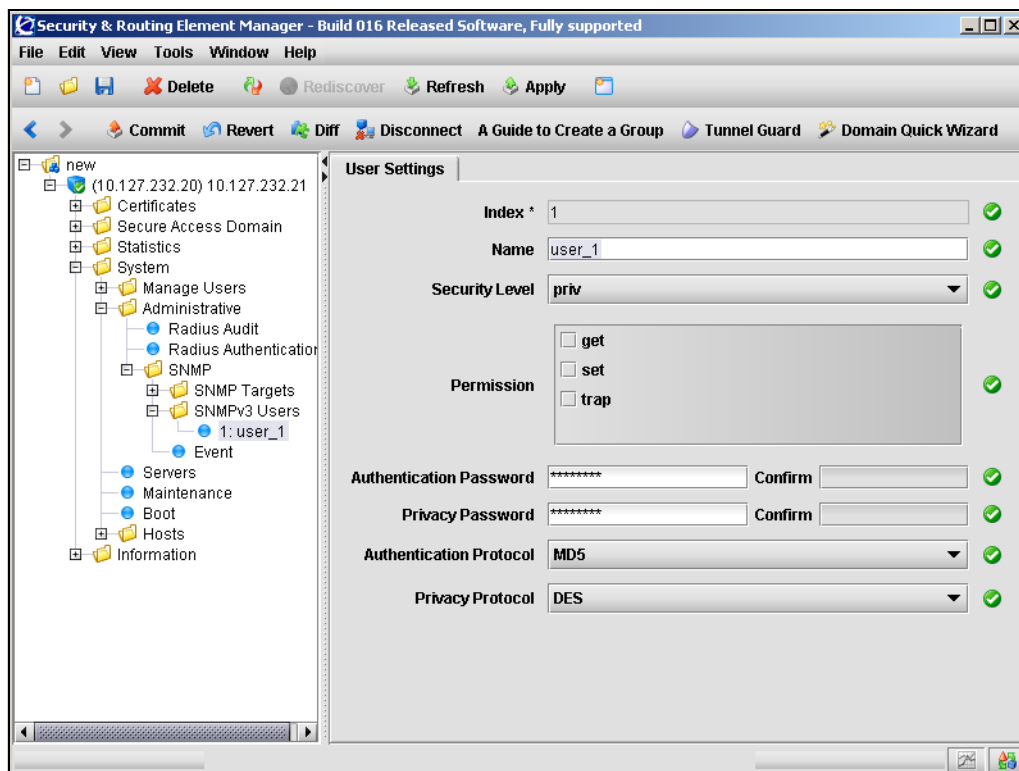 Security & Routing Element Manager - Build 016 Released Software, Fully supported
File Edit View Tools Window Help
Delete Rediscover Refresh Apply
Commit Revert Diff Disconnect A Guide to Create a Group Tunnel Guard Domain Quick Wizard
new
(10.127.232.20) 10.127.232.21
Certificates
Secure Access Domain
Statistics
System
Manage Users
Administrative
Radius Audit
Radius Authentication
SNMP
SNMP Targets
SNMPv3 Users
1: user_1
Event
Servers
Maintenance
Boot
Hosts
Information
User Settings
Index * 1
Name user_1
Security Level priv
Permission
get
set
trap
Authentication Password ******** Confirm
Privacy Password ******** Confirm
Authentication Protocol MD5
Privacy Protocol DES